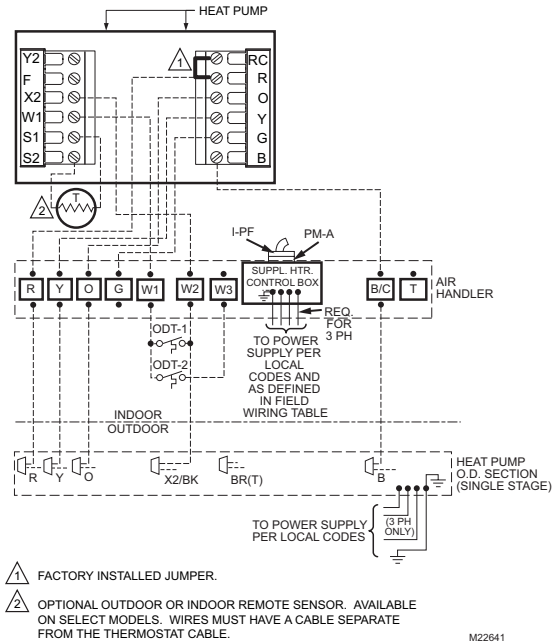 HEAT PUMP
Y2
F
X2
W1
S1
S2
1
RC
R
O
Y
G
B
2
T
I-PF
PM-A
R
Y
O
G
W1
W2
W3
SUPPL. HTR.
CONTROL BOX
B/C
T
AIR
HANDLER
REQ.
FOR
3 PH
ODT-1
ODT-2
TO POWER
SUPPLY PER
LOCAL
CODES AND
AS DEFINED
IN FIELD
WIRING TABLE
INDOOR
OUTDOOR
R
Y
O
X2/BK
BR(T)
B
HEAT PUMP
O.D. SECTION
(SINGLE STAGE)
TO POWER SUPPLY
PER LOCAL CODES
(3 PH
ONLY)
1 FACTORY INSTALLED JUMPER.
2 OPTIONAL OUTDOOR OR INDOOR REMOTE SENSOR. AVAILABLE
ON SELECT MODELS. WIRES MUST HAVE A CABLE SEPARATE
FROM THE THERMOSTAT CABLE.
M22641